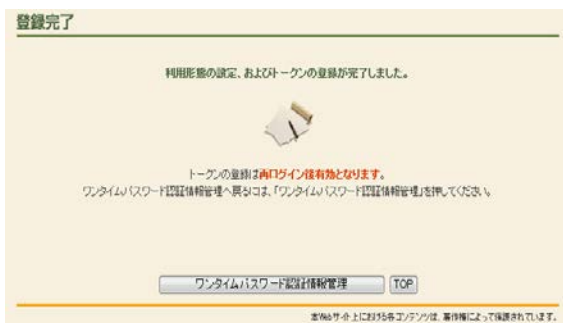 登録完了
利用形態の設定、およびトークンの登録が完了しました。
トークンの登録は再ログイン後有効となります。
ワンタイムパスワード認証情報管理へ戻るには、「ワンタイムパスワード認証情報管理」を押してください。
ワンタイムパスワード認証情報管理 TOP
本Webサイト上における各コンテンツは、著作権によって保護されています。